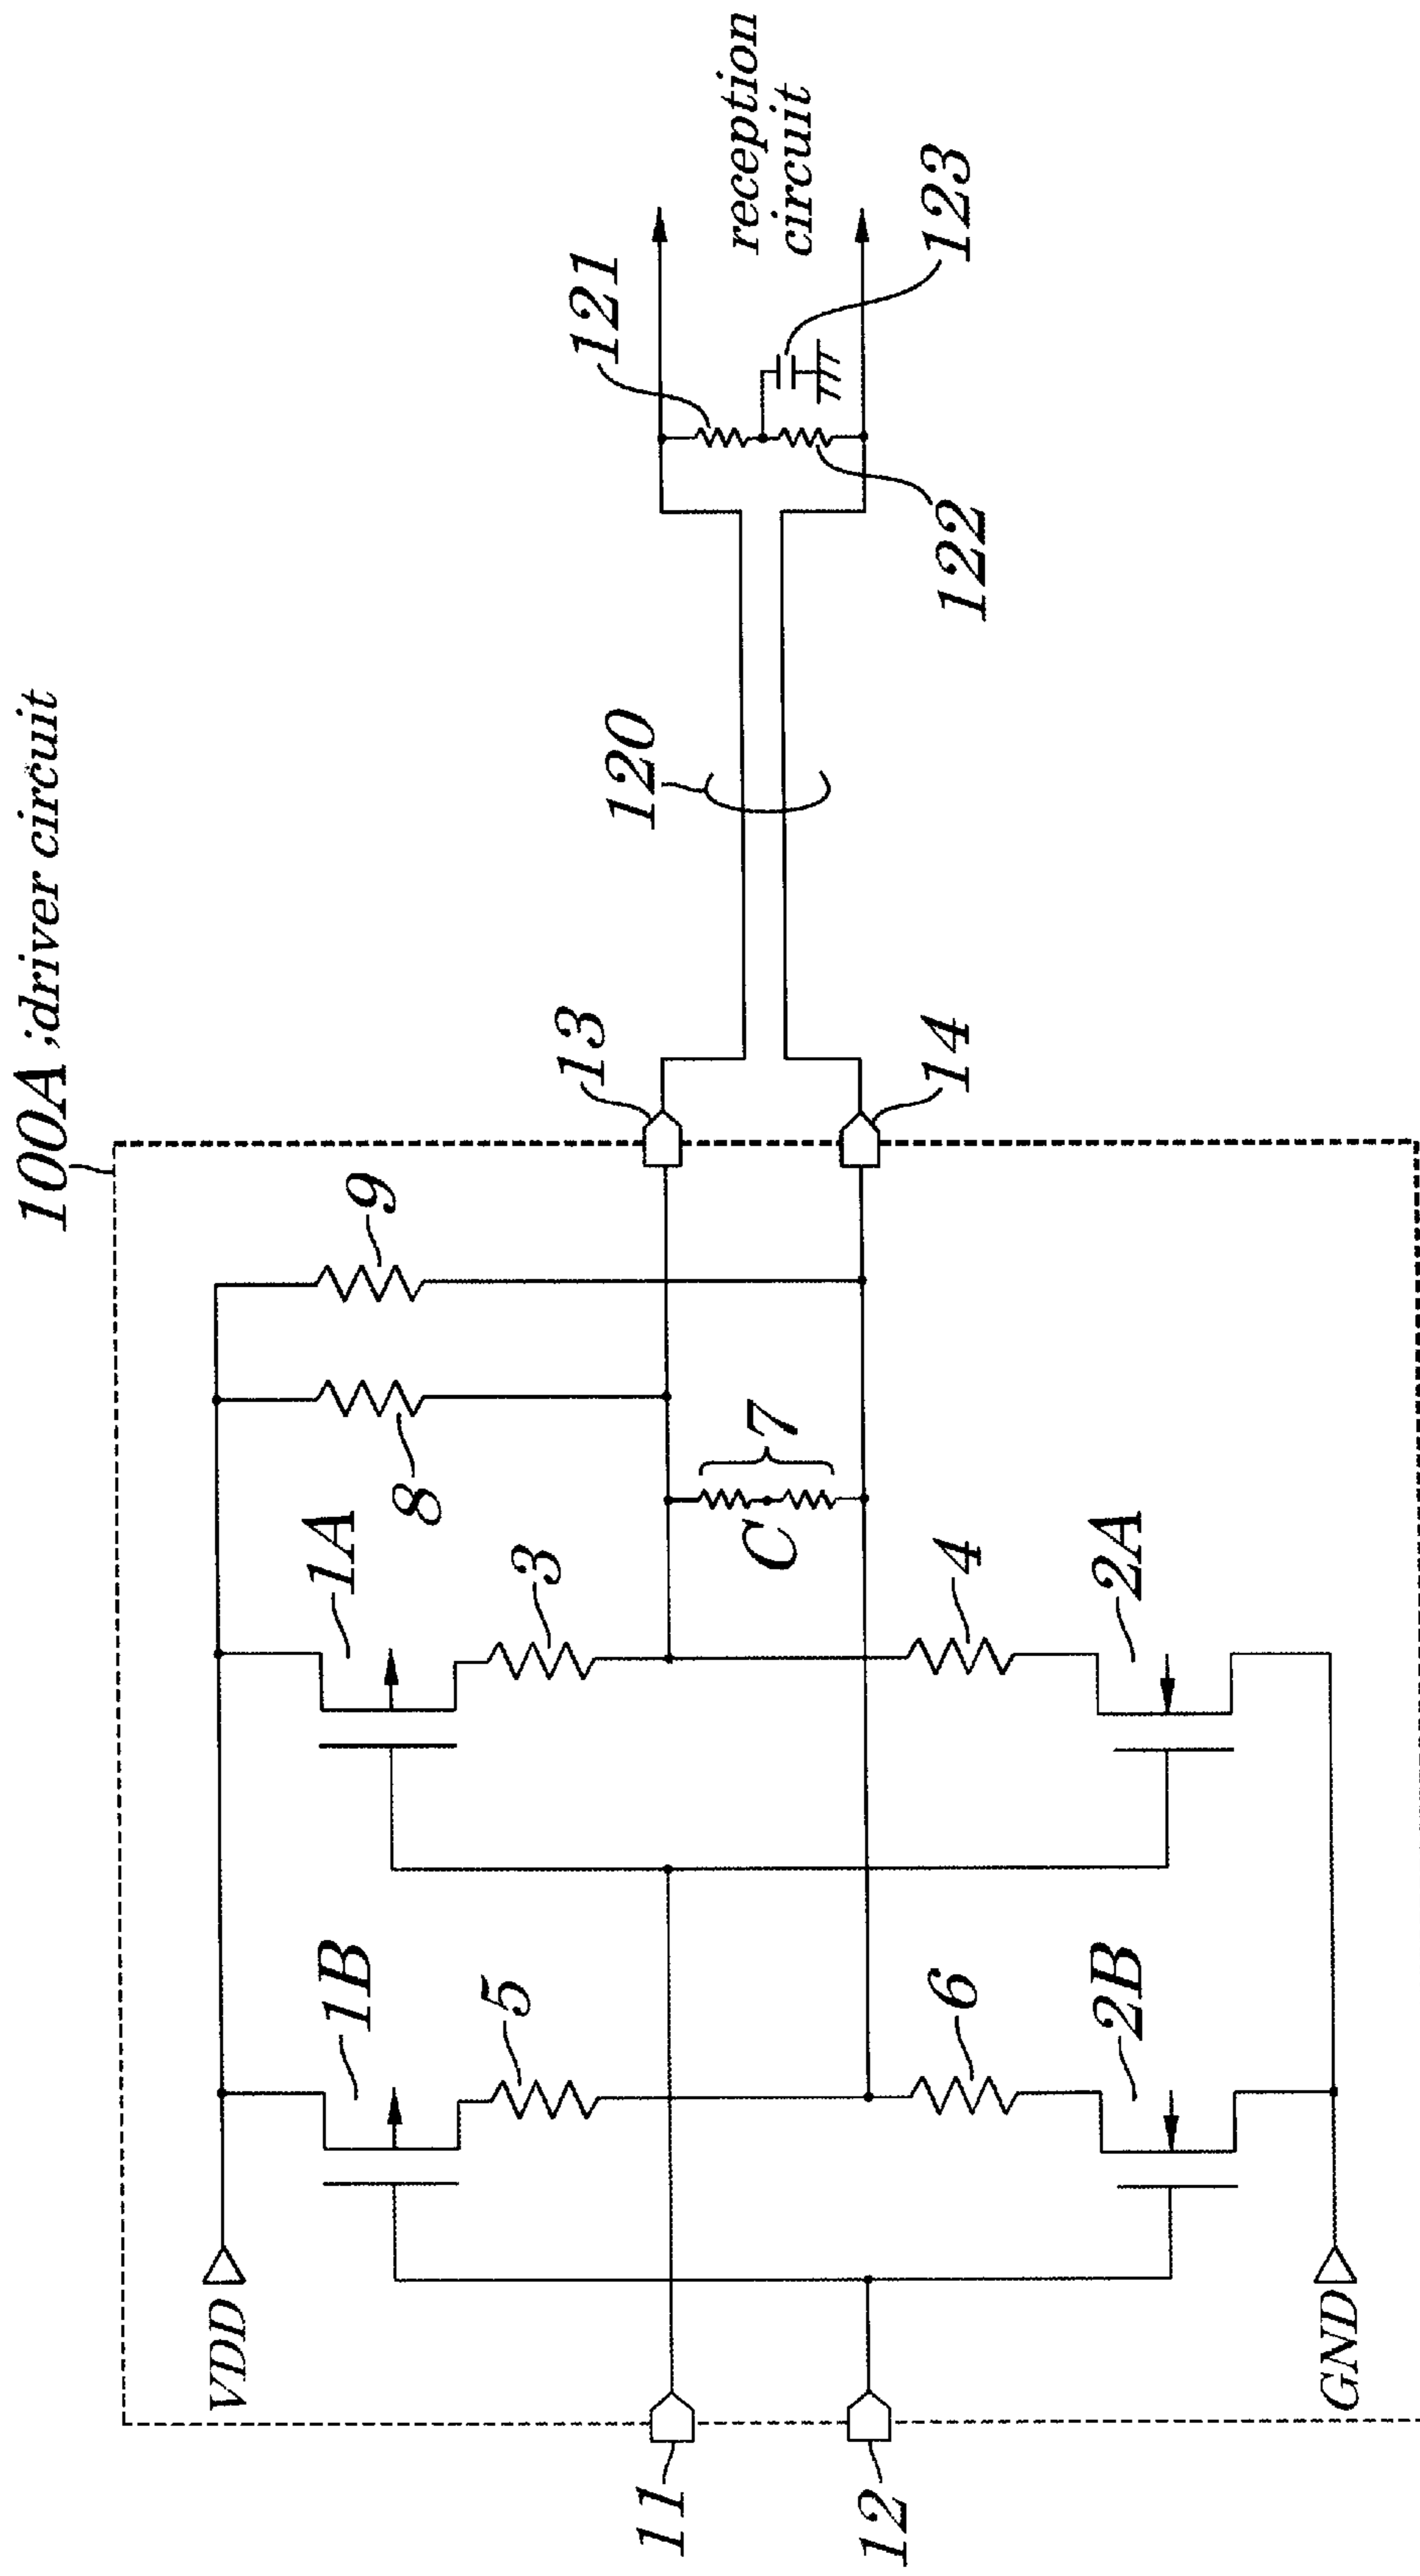 100A ;driver circuit
VDD
1B
5
1A
3
8
9
13
120
121
reception
circuit
11
12
C
7
14
122
123
6
2B
4
2A
GND